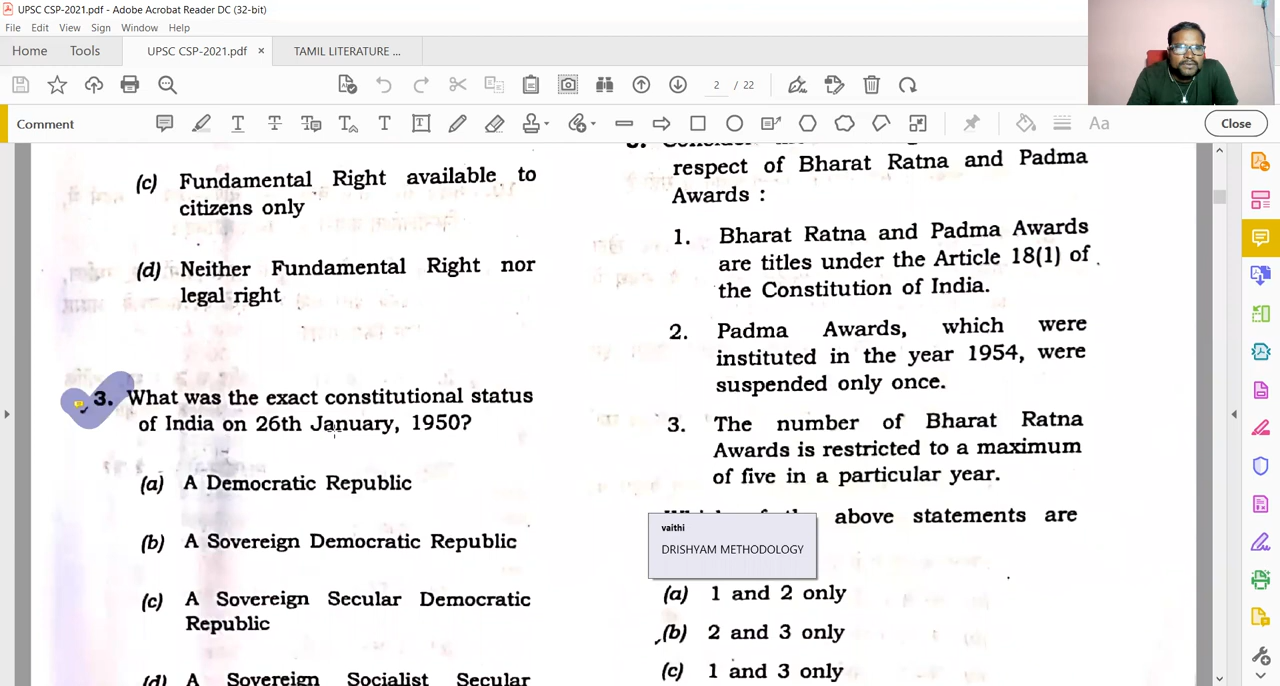 UPSC CSP-2021.pdf - Adobe Acrobat Reader DC (32-bit)
File Edit View Sign Window Help
Home Tools UPSC CSP-2021.pdf × TAMIL LITERATURE ...
2 / 22
Comment
Aa
Close
(c) Fundamental Right available to
citizens only
(d) Neither Fundamental Right nor
legal right
3. What was the exact constitutional status
of India on 26th January, 1950?
(a) A Democratic Republic
(b) A Sovereign Democratic Republic
(c) A Sovereign Secular Democratic
Republic
(d) A Sovereign Socialist Secular
respect of Bharat Ratna and Padma
Awards :
1. Bharat Ratna and Padma Awards
are titles under the Article 18(1) of
the Constitution of India.
2. Padma Awards, which were
instituted in the year 1954, were
suspended only once.
3. The number of Bharat Ratna
Awards is restricted to a maximum
of five in a particular year.
above statements are
vaithi
DRISHYAM METHODOLOGY
(a) 1 and 2 only
(b) 2 and 3 only
(c) 1 and 3 only